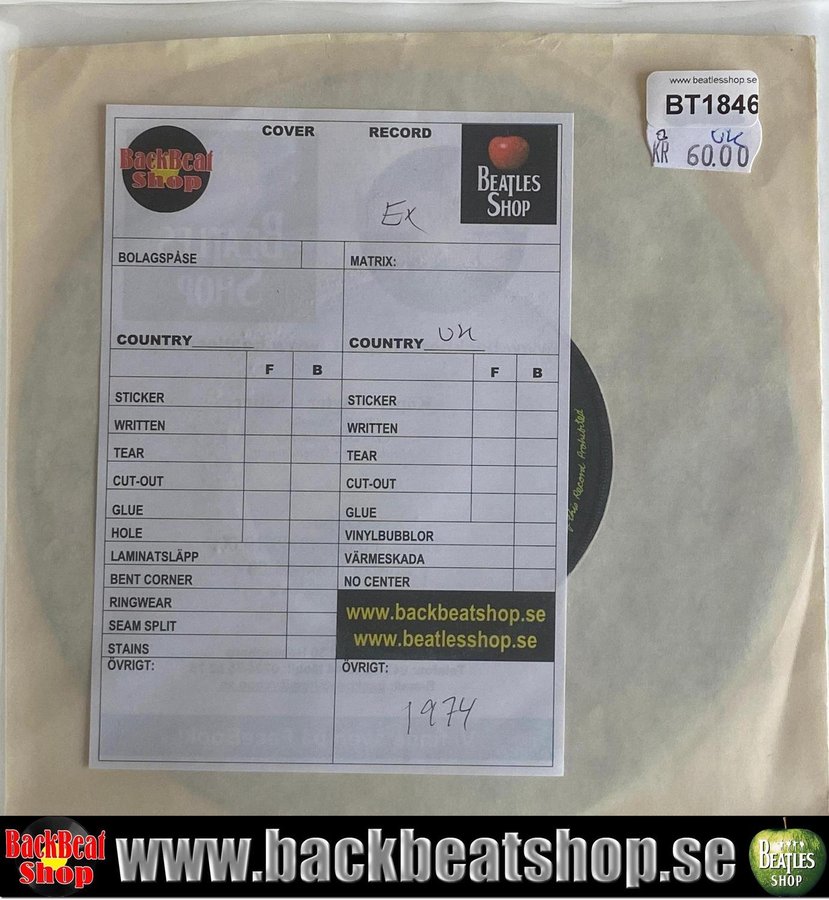 www.beatlesshop.se
BT1846
UK
KR 60.00
BackBeat
Shop
COVER
RECORD
BEATLES
SHOP
Ex
BOLAGSPÅSE
MATRIX:
COUNTRY
COUNTRY UK
F B
F B
STICKER
STICKER
WRITTEN
WRITTEN
TEAR
TEAR
CUT-OUT
CUT-OUT
GLUE
GLUE
HOLE
VINYLBUBBLOR
LAMINATSLÄPP
VÄRMESKADA
BENT CORNER
NO CENTER
RINGWEAR
SEAM SPLIT
STAINS
www.backbeatshop.se
www.beatlesshop.se
ÖVRIGT:
ÖVRIGT:
1974
this Record Prohibited
BackBeat
Shop
www.backbeatshop.se
BEATLES
SHOP